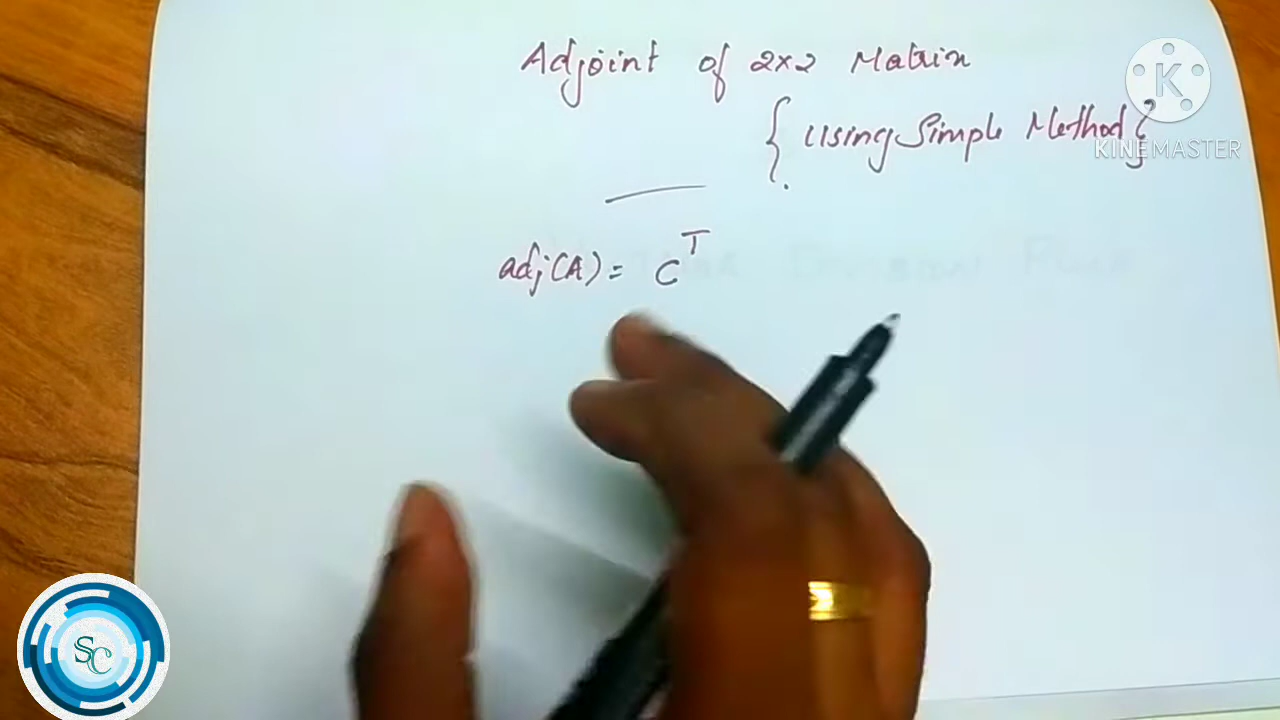 Adjoint of 2x2 Matrix
{ Using Simple Method }
KINEMASTER
adj(A) = C^T
SC